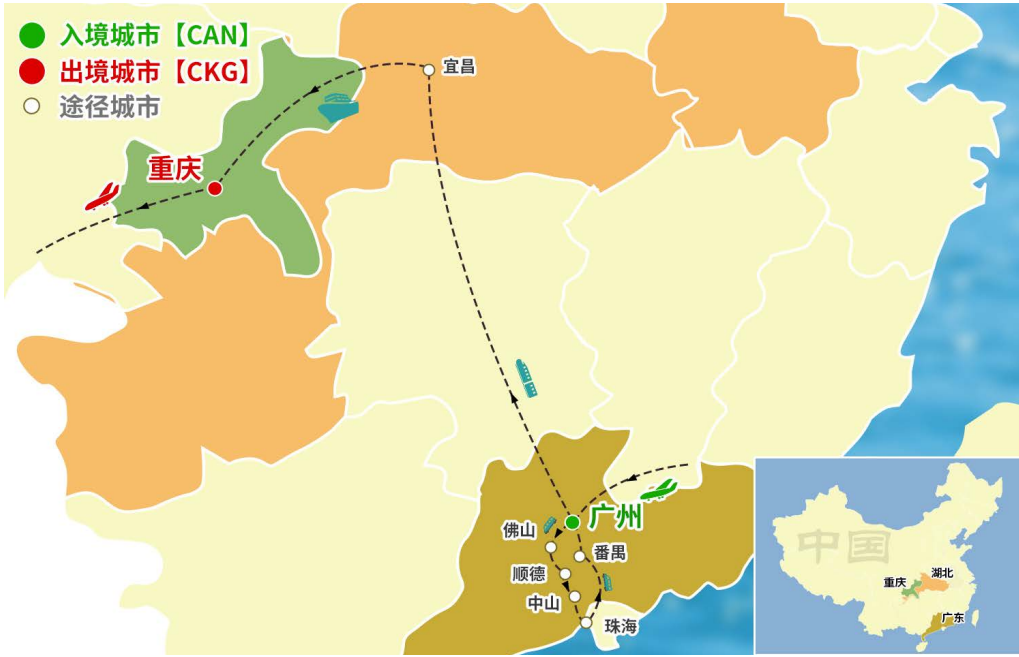 入境城市【CAN】
出境城市【CKG】
途径城市
宜昌
重庆
广州
佛山
番禺
顺德
中山
珠海
中国
湖北
重庆
广东